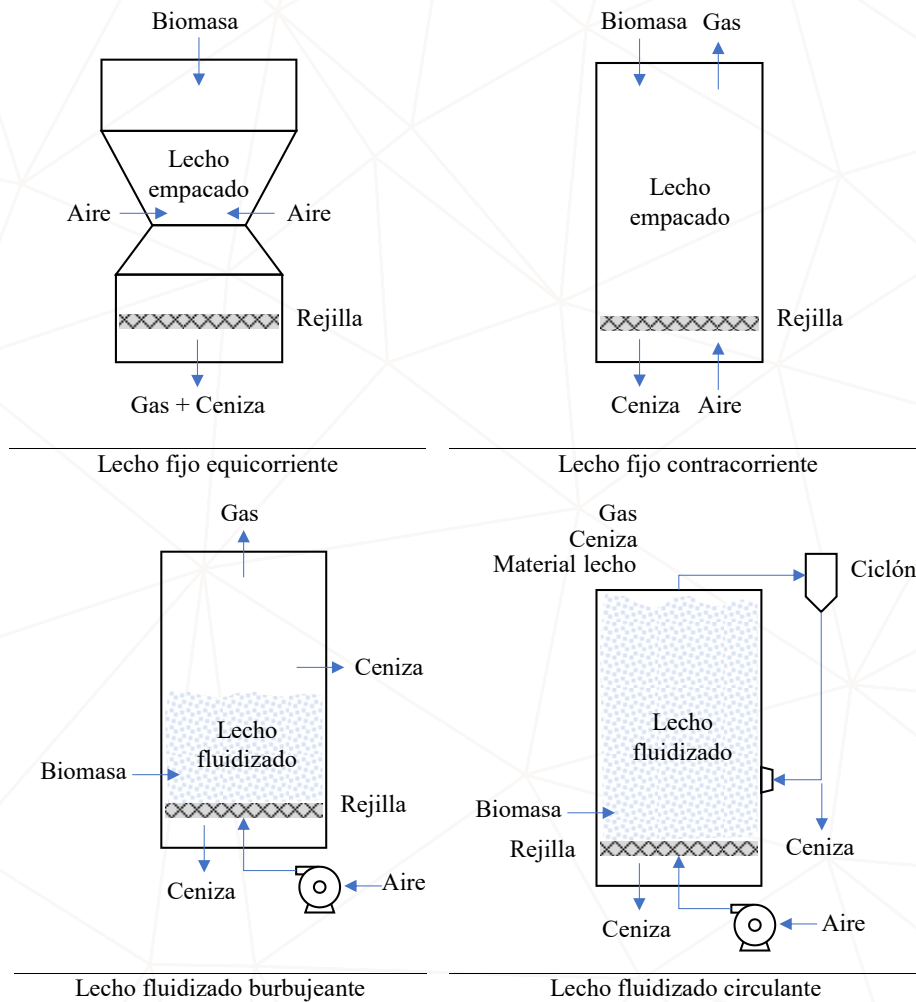 Biomasa
Lecho
empacado
Aire
Aire
Rejilla
Gas + Ceniza
Lecho fijo equicorriente
Biomasa
Gas
Lecho
empacado
Rejilla
Ceniza
Aire
Lecho fijo contracorriente
Gas
Ceniza
Lecho
fluidizado
Biomasa
Rejilla
Ceniza
Aire
Lecho fluidizado burbujeante
Gas
Ceniza
Material lecho
Ciclón
Lecho
fluidizado
Biomasa
Rejilla
Ceniza
Ceniza
Aire
Lecho fluidizado circulante